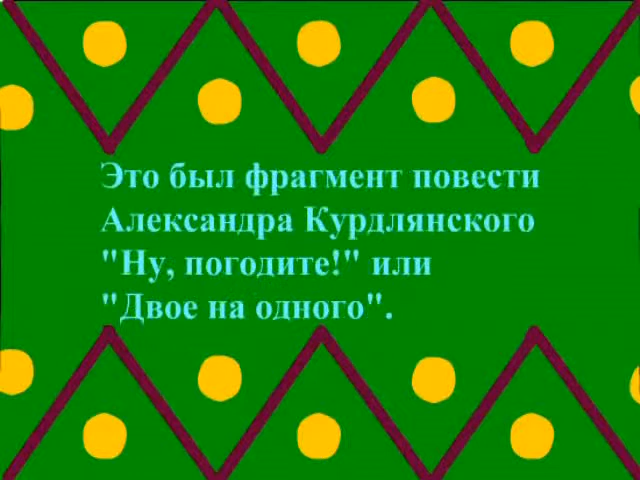 Это был фрагмент повести
Александра Курдлянского
"Ну, погодите!" или
"Двое на одного".